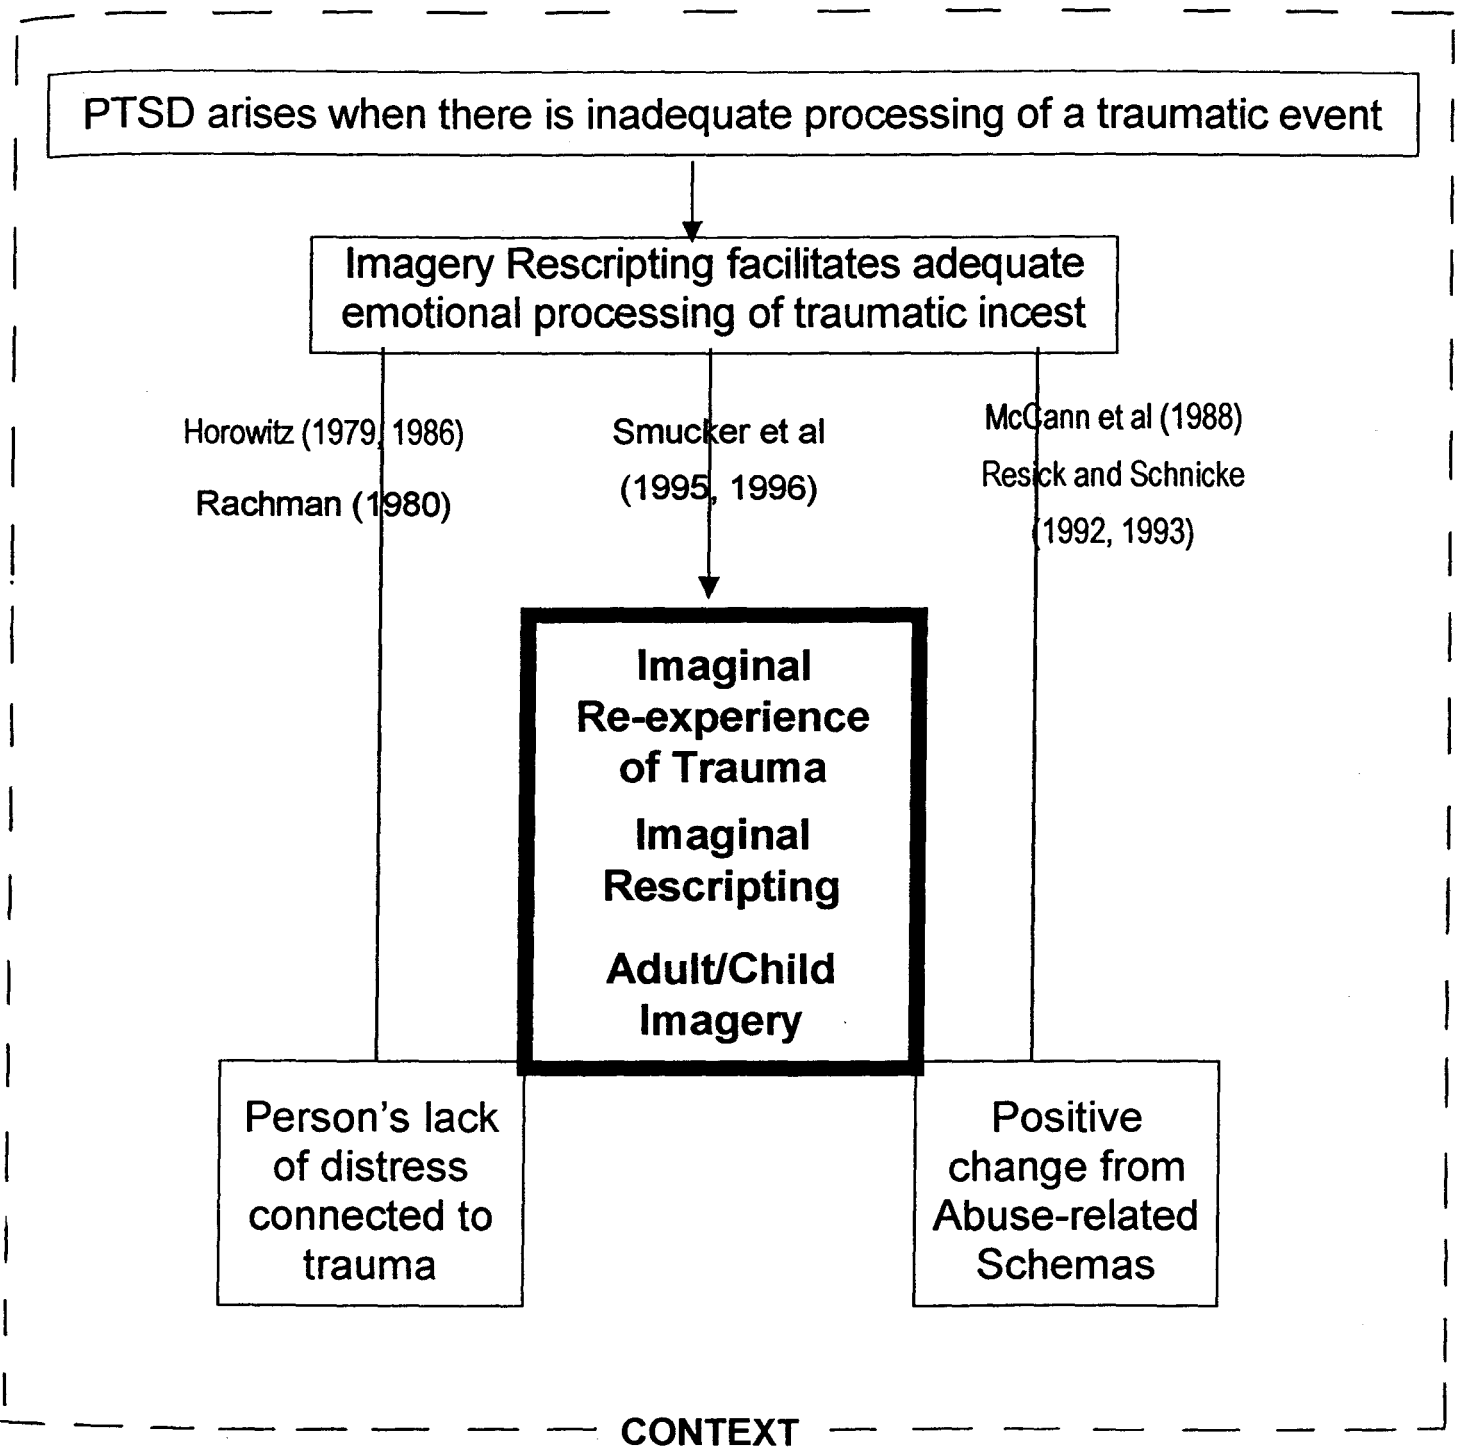 PTSD arises when there is inadequate processing of a traumatic event
Imagery Rescripting facilitates adequate
emotional processing of traumatic incest
Horowitz (1979, 1986)
Rachman (1980)
Smucker et al
(1995, 1996)
McCann et al (1988)
Resick and Schnicke
(1992, 1993)
Imaginal
Re-experience
of Trauma
Imaginal
Rescripting
Adult/Child
Imagery
Person's lack
of distress
connected to
trauma
Positive
change from
Abuse-related
Schemas
CONTEXT